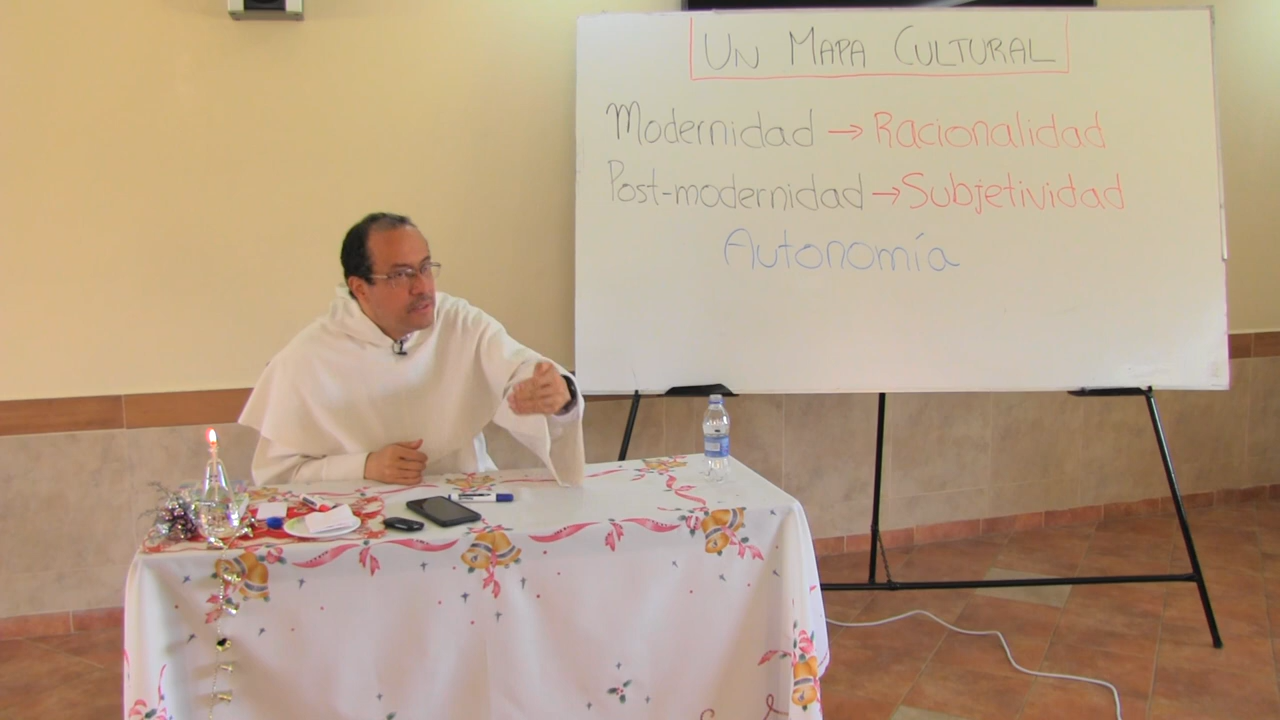 UN MAPA CULTURAL
Modernidad → Racionalidad
Post-modernidad → Subjetividad
Autonomía